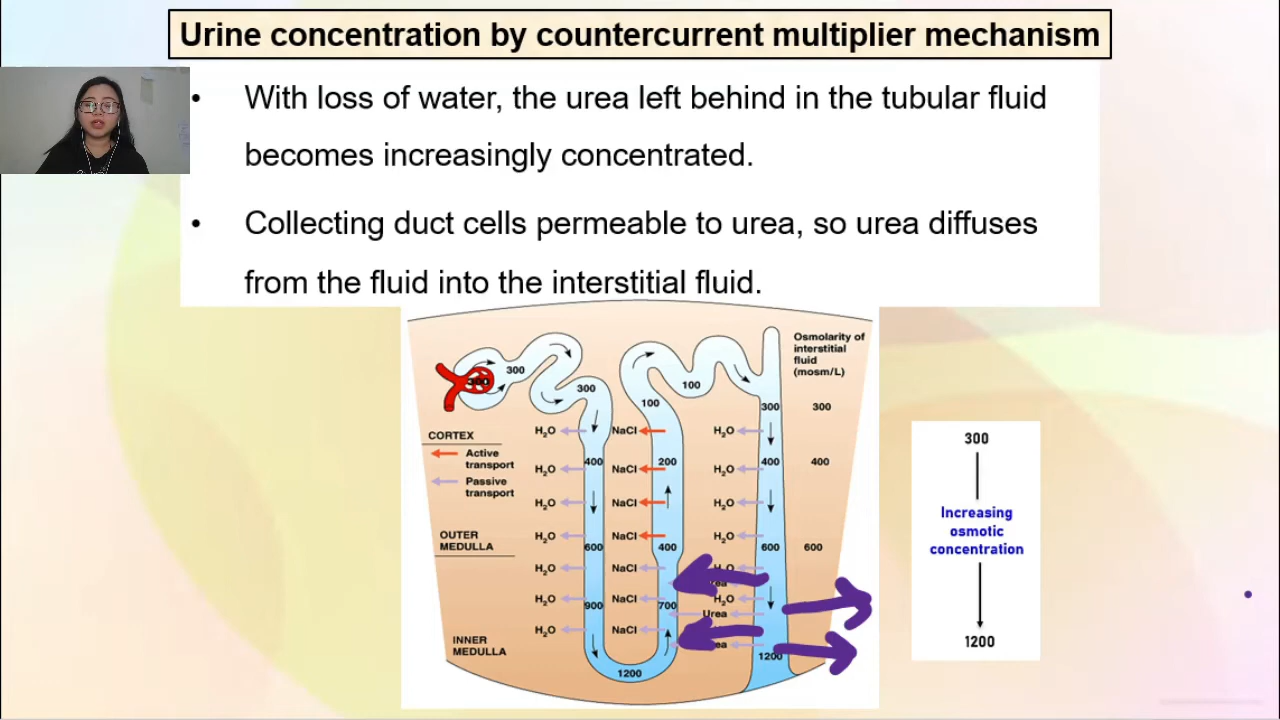 Urine concentration by countercurrent multiplier mechanism
• With loss of water, the urea left behind in the tubular fluid
becomes increasingly concentrated.
• Collecting duct cells permeable to urea, so urea diffuses
from the fluid into the interstitial fluid.
Osmolarity of
interstitial
fluid
(mosm/L)
300
300
300
100
100
300
300
CORTEX
H₂O
NaCl
H₂O
Active
transport
H₂O
400
NaCl
200
H₂O
400
400
Passive
transport
H₂O
NaCl
H₂O
OUTER
MEDULLA
H₂O
NaCl
H₂O
600
400
600
600
H₂O
NaCl
H₂O
H₂O
900
NaCl
700
H₂O
Urea
H₂O
NaCl
INNER
MEDULLA
1200
1200
300
Increasing
osmotic
concentration
1200